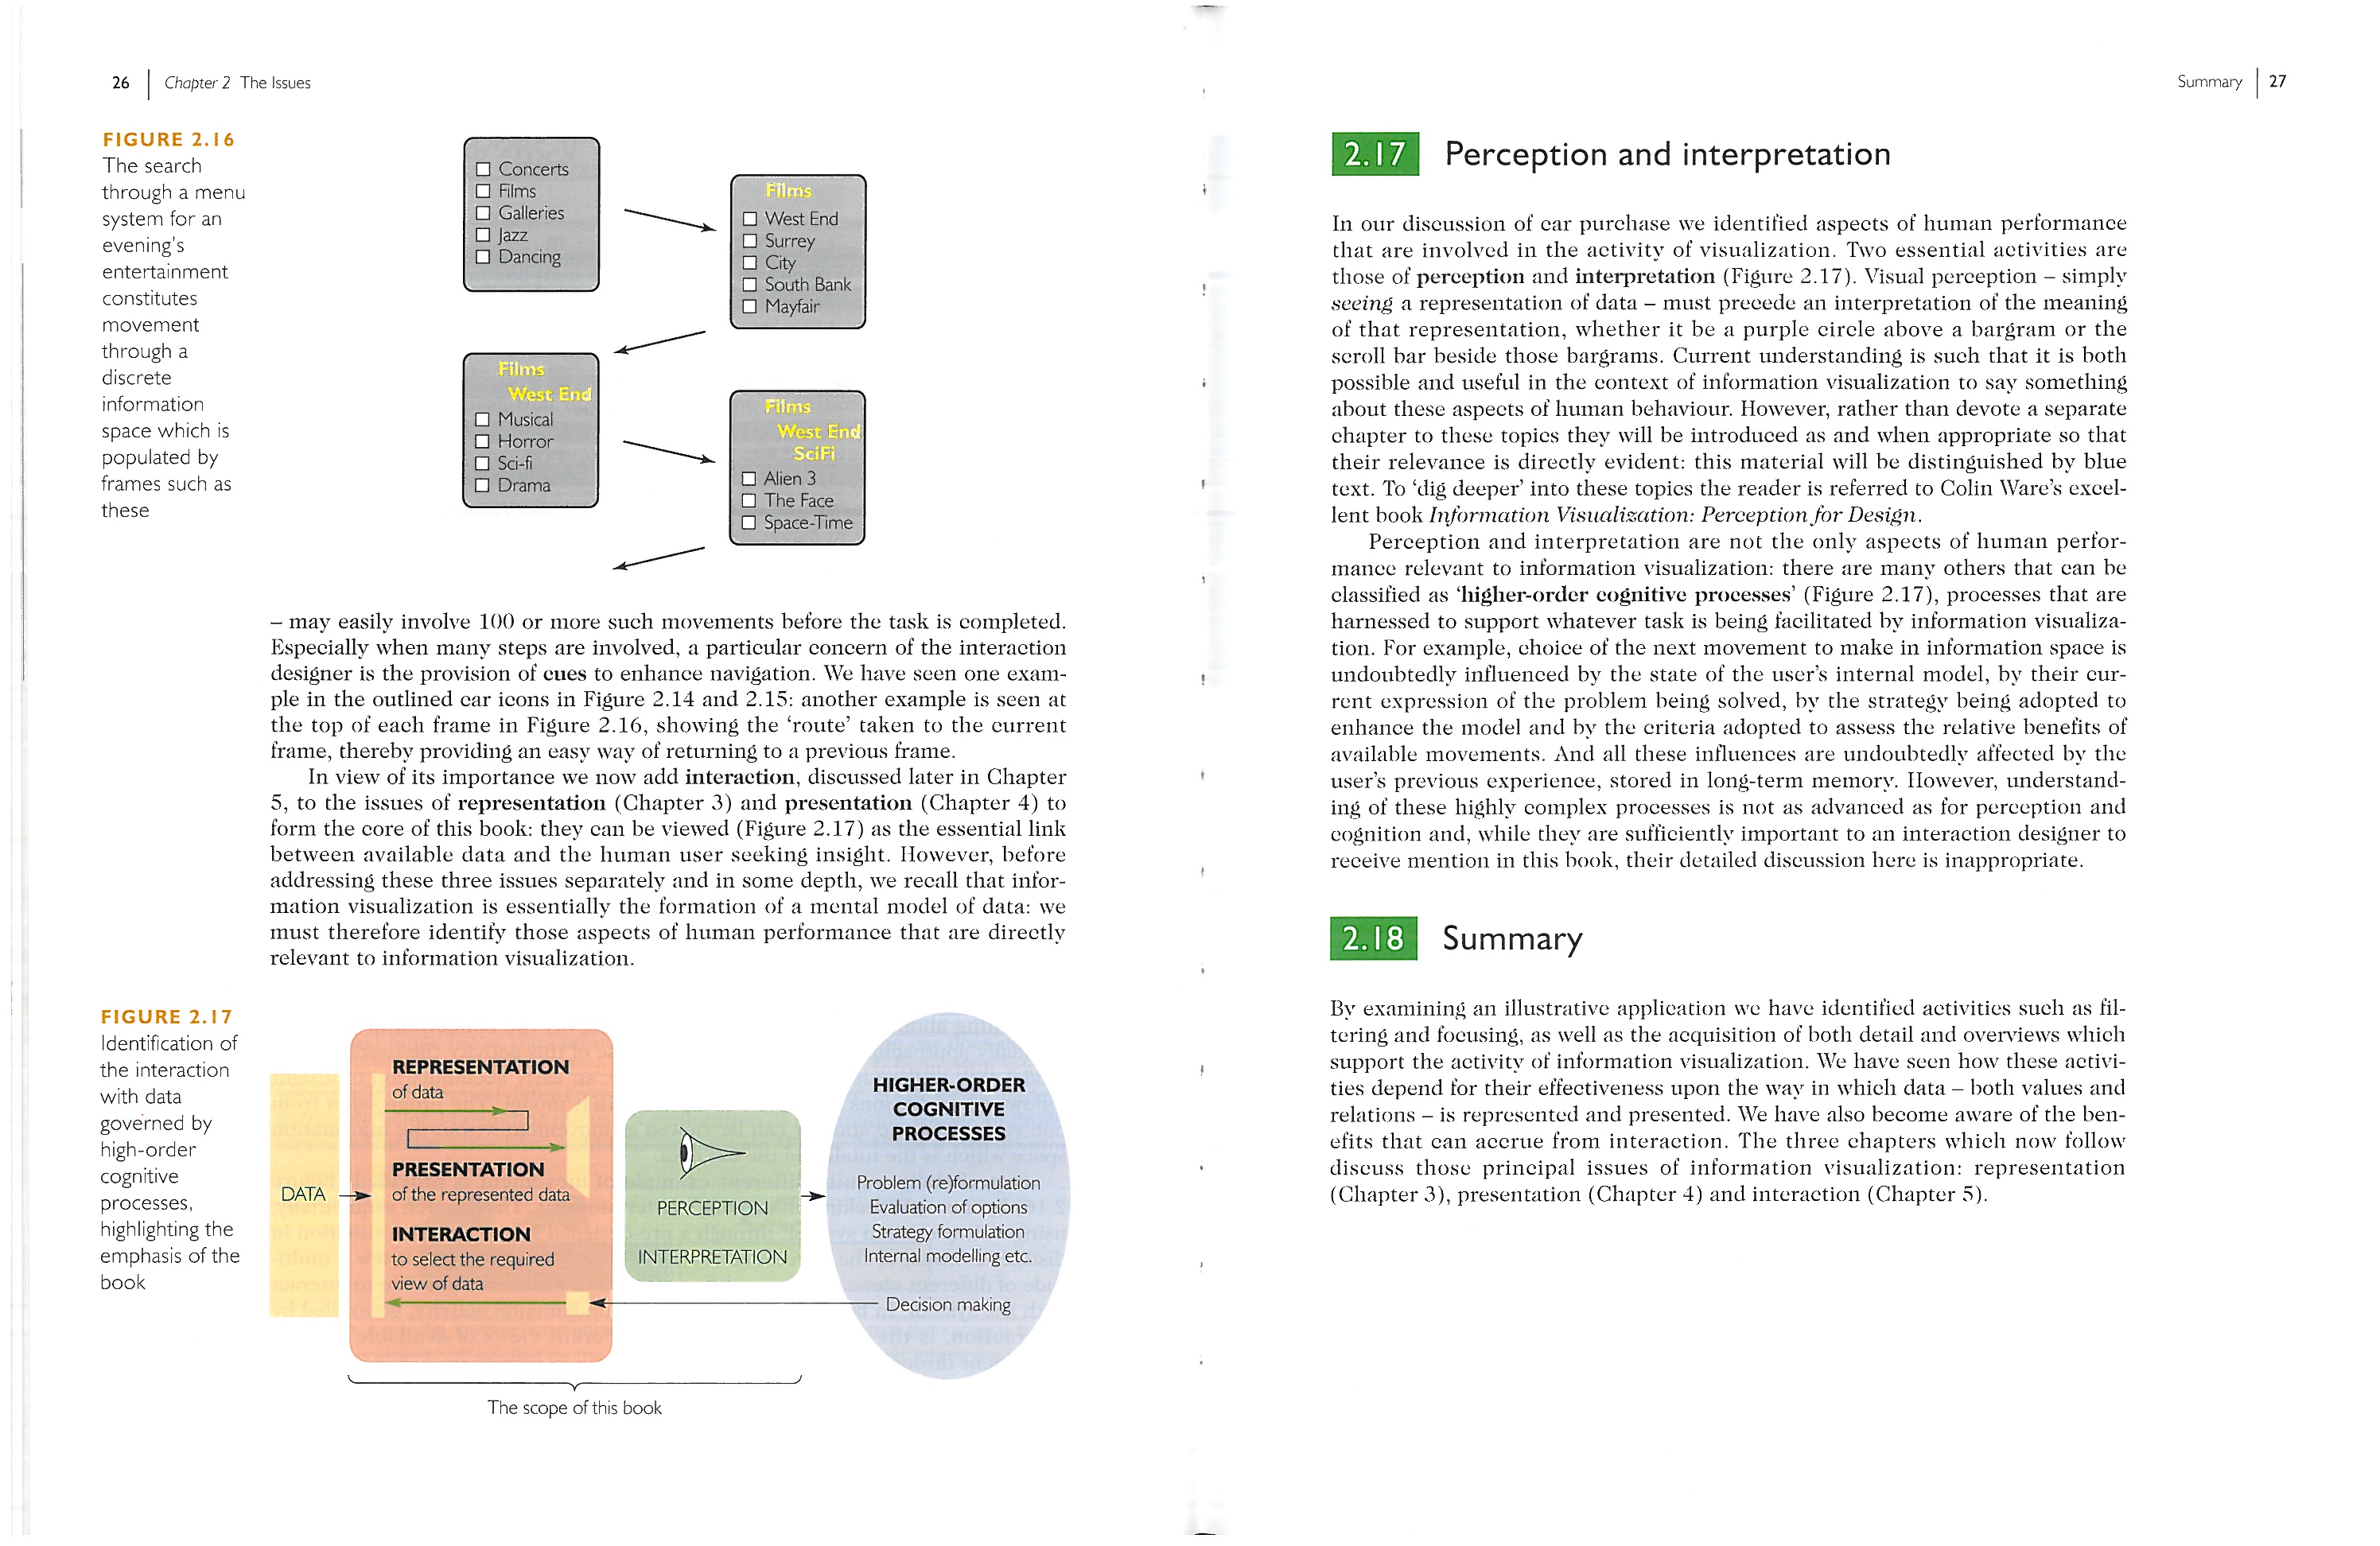 26 | Chapter 2 The Issues
FIGURE 2.16
The search
through a menu
system for an
evening's
entertainment
constitutes
movement
through a
discrete
information
space which is
populated by
frames such as
these
Concerts
Films
Galleries
Jazz
Dancing
Films
West End
Surrey
City
South Bank
Mayfair
Films
West End
Musical
Horror
Sci-fi
Drama
Films
West End
SciFi
Alien 3
The Face
Space-Time
– may easily involve 100 or more such movements before the task is completed.
Especially when many steps are involved, a particular concern of the interaction
designer is the provision of cues to enhance navigation. We have seen one exam-
ple in the outlined car icons in Figure 2.14 and 2.15: another example is seen at
the top of each frame in Figure 2.16, showing the 'route' taken to the current
frame, thereby providing an easy way of returning to a previous frame.
In view of its importance we now add interaction, discussed later in Chapter
5, to the issues of representation (Chapter 3) and presentation (Chapter 4) to
form the core of this book: they can be viewed (Figure 2.17) as the essential link
between available data and the human user seeking insight. However, before
addressing these three issues separately and in some depth, we recall that infor-
mation visualization is essentially the formation of a mental model of data: we
must therefore identify those aspects of human performance that are directly
relevant to information visualization.
FIGURE 2.17
Identification of
the interaction
with data
governed by
high-order
cognitive
processes,
highlighting the
emphasis of the
book
DATA
REPRESENTATION
of data
PRESENTATION
of the represented data
INTERACTION
to select the required
view of data
PERCEPTION
INTERPRETATION
HIGHER-ORDER
COGNITIVE
PROCESSES
Problem (re)formulation
Evaluation of options
Strategy formulation
Internal modelling etc.
Decision making
The scope of this book
Summary | 27
2.17 Perception and interpretation
In our discussion of car purchase we identified aspects of human performance
that are involved in the activity of visualization. Two essential activities are
those of perception and interpretation (Figure 2.17). Visual perception – simply
seeing a representation of data – must precede an interpretation of the meaning
of that representation, whether it be a purple circle above a bargram or the
scroll bar beside those bargrams. Current understanding is such that it is both
possible and useful in the context of information visualization to say something
about these aspects of human behaviour. However, rather than devote a separate
chapter to these topics they will be introduced as and when appropriate so that
their relevance is directly evident: this material will be distinguished by blue
text. To 'dig deeper' into these topics the reader is referred to Colin Ware's excel-
lent book Information Visualization: Perception for Design.
Perception and interpretation are not the only aspects of human perfor-
mance relevant to information visualization: there are many others that can be
classified as 'higher-order cognitive processes' (Figure 2.17), processes that are
harnessed to support whatever task is being facilitated by information visualiza-
tion. For example, choice of the next movement to make in information space is
undoubtedly influenced by the state of the user's internal model, by their cur-
rent expression of the problem being solved, by the strategy being adopted to
enhance the model and by the criteria adopted to assess the relative benefits of
available movements. And all these influences are undoubtedly affected by the
user's previous experience, stored in long-term memory. However, understand-
ing of these highly complex processes is not as advanced as for perception and
cognition and, while they are sufficiently important to an interaction designer to
receive mention in this book, their detailed discussion here is inappropriate.
2.18 Summary
By examining an illustrative application we have identified activities such as fil-
tering and focusing, as well as the acquisition of both detail and overviews which
support the activity of information visualization. We have seen how these activi-
ties depend for their effectiveness upon the way in which data – both values and
relations – is represented and presented. We have also become aware of the ben-
efits that can accrue from interaction. The three chapters which now follow
discuss those principal issues of information visualization: representation
(Chapter 3), presentation (Chapter 4) and interaction (Chapter 5).